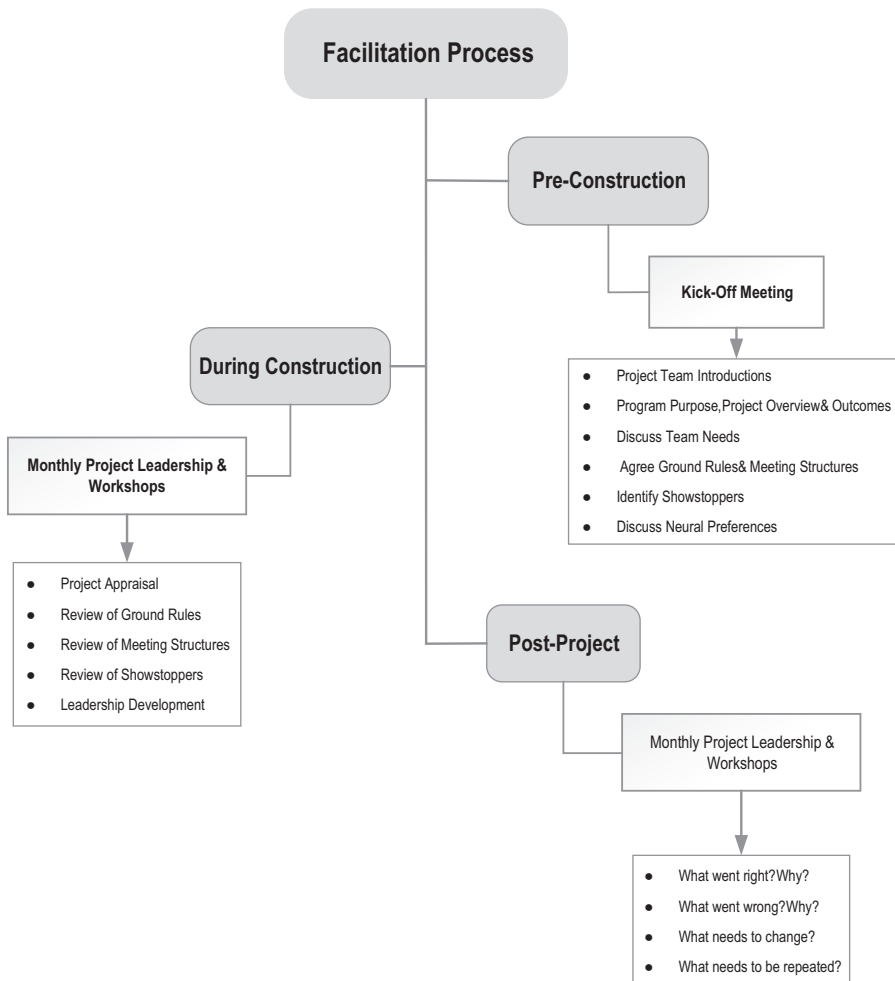 Facilitation Process
Pre-Construction
Kick-Off Meeting
● Project Team Introductions
● Program Purpose,Project Overview& Outcomes
● Discuss Team Needs
● Agree Ground Rules& Meeting Structures
● Identify Showstoppers
● Discuss Neural Preferences
During Construction
Monthly Project Leadership &
Workshops
● Project Appraisal
● Review of Ground Rules
● Review of Meeting Structures
● Review of Showstoppers
● Leadership Development
Post-Project
Monthly Project Leadership &
Workshops
● What went right?Why?
● What went wrong?Why?
● What needs to change?
● What needs to be repeated?